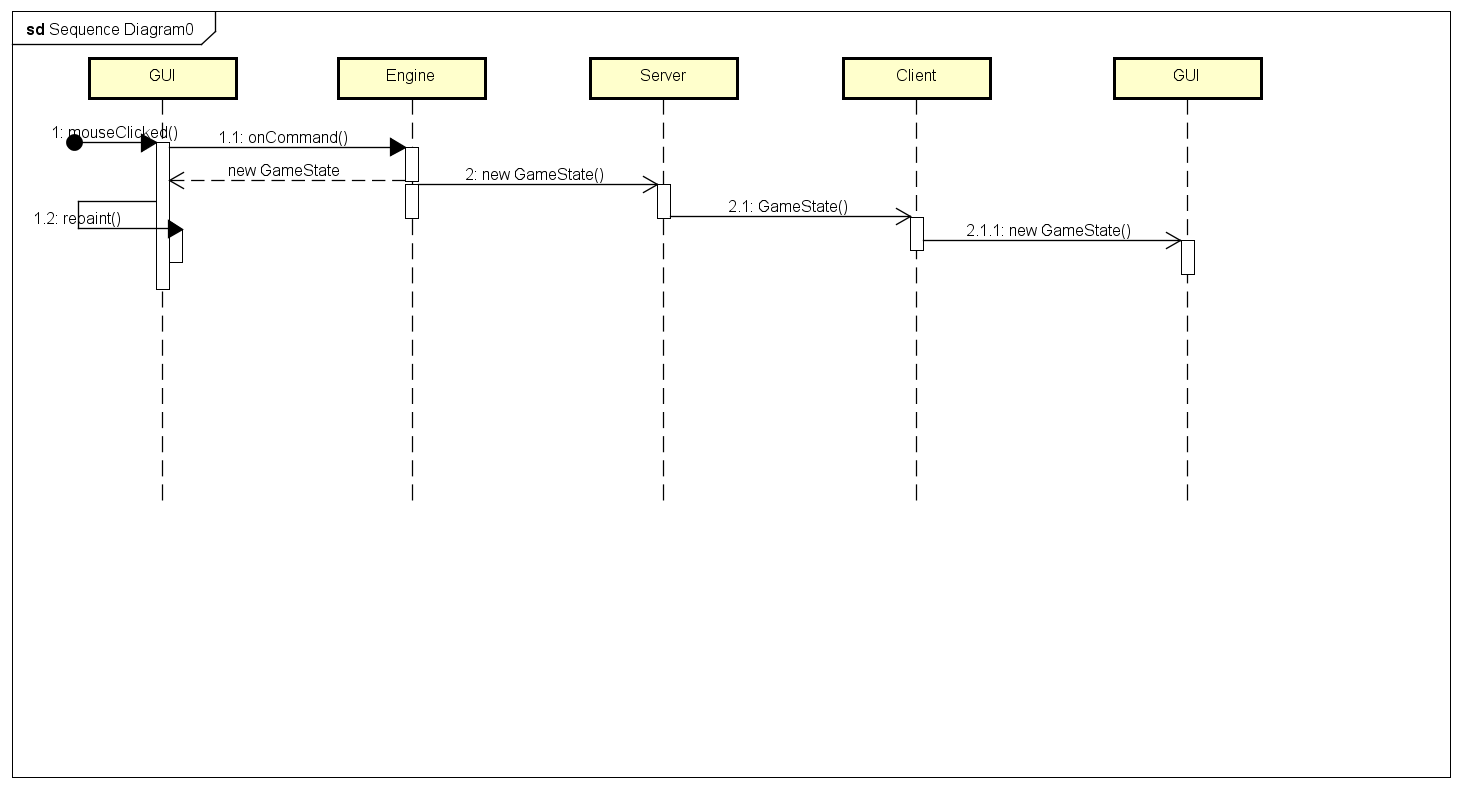 sd Sequence Diagram0
GUI
Engine
Server
Client
GUI
1: mouseClicked()
1.1: onCommand()
new GameState
2: new GameState()
1.2: repaint()
2.1: GameState()
2.1.1: new GameState()